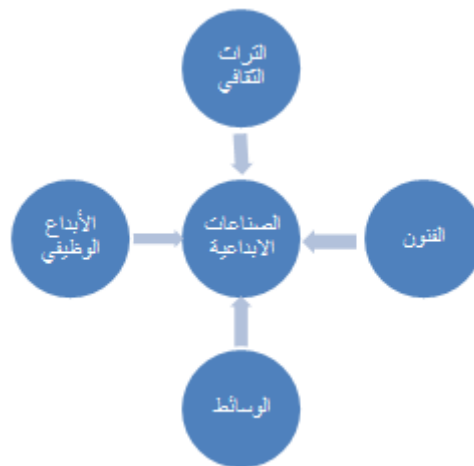 التراث
الثقافي
الصناعات
الابداعية
الفنون
الأبداع
الوظيفي
الوسائط